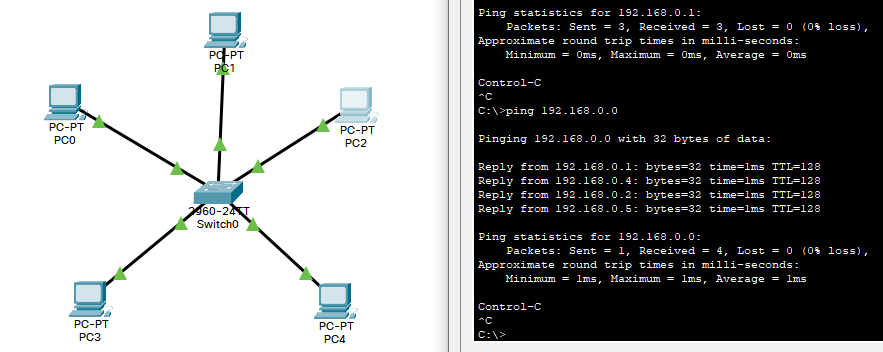 PC-PT
PC1
PC-PT
PC0
PC-PT
PC2
2960-24TT
Switch0
PC-PT
PC3
PC-PT
PC4
Ping statistics for 192.168.0.1:
Packets: Sent = 3, Received = 3, Lost = 0 (0% loss),
Approximate round trip times in milli-seconds:
Minimum = 0ms, Maximum = 0ms, Average = 0ms
Control-C
^C
C:\>ping 192.168.0.0
Pinging 192.168.0.0 with 32 bytes of data:
Reply from 192.168.0.1: bytes=32 time=1ms TTL=128
Reply from 192.168.0.4: bytes=32 time=1ms TTL=128
Reply from 192.168.0.2: bytes=32 time=1ms TTL=128
Reply from 192.168.0.5: bytes=32 time=1ms TTL=128
Ping statistics for 192.168.0.0:
Packets: Sent = 1, Received = 4, Lost = 0 (0% loss),
Approximate round trip times in milli-seconds:
Minimum = 1ms, Maximum = 1ms, Average = 1ms
Control-C
^C
C:\>